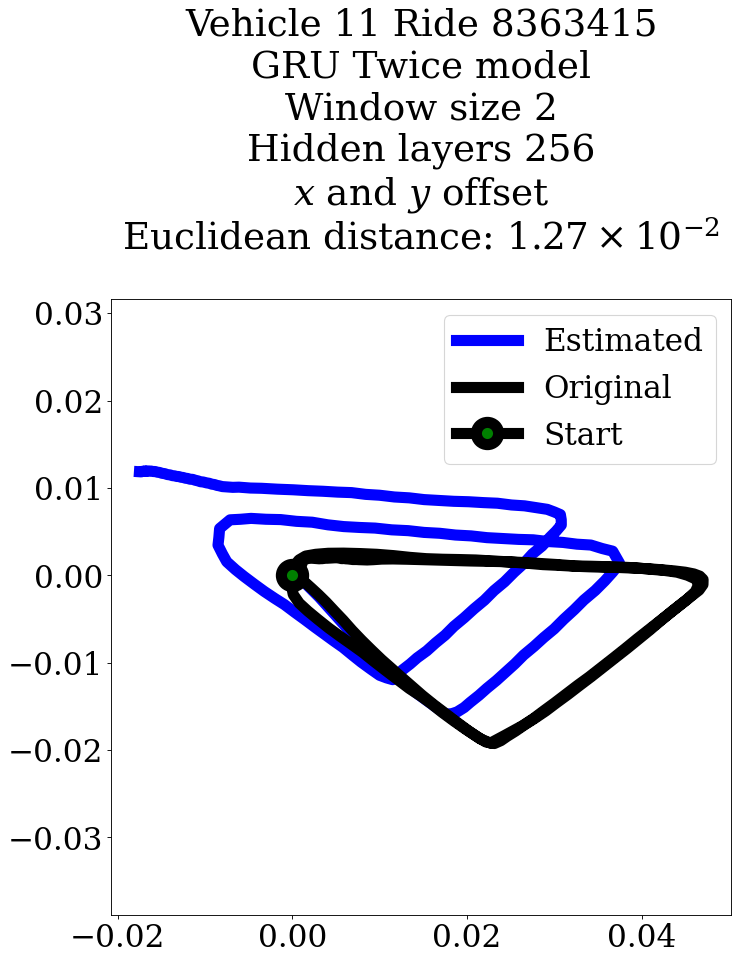 Vehicle 11 Ride 8363415
GRU Twice model
Window size 2
Hidden layers 256
x and y offset
Euclidean distance: 1.27 × 10⁻²
0.03
0.02
0.01
0.00
−0.01
−0.02
−0.03
Estimated
Original
Start
−0.02
0.00
0.02
0.04